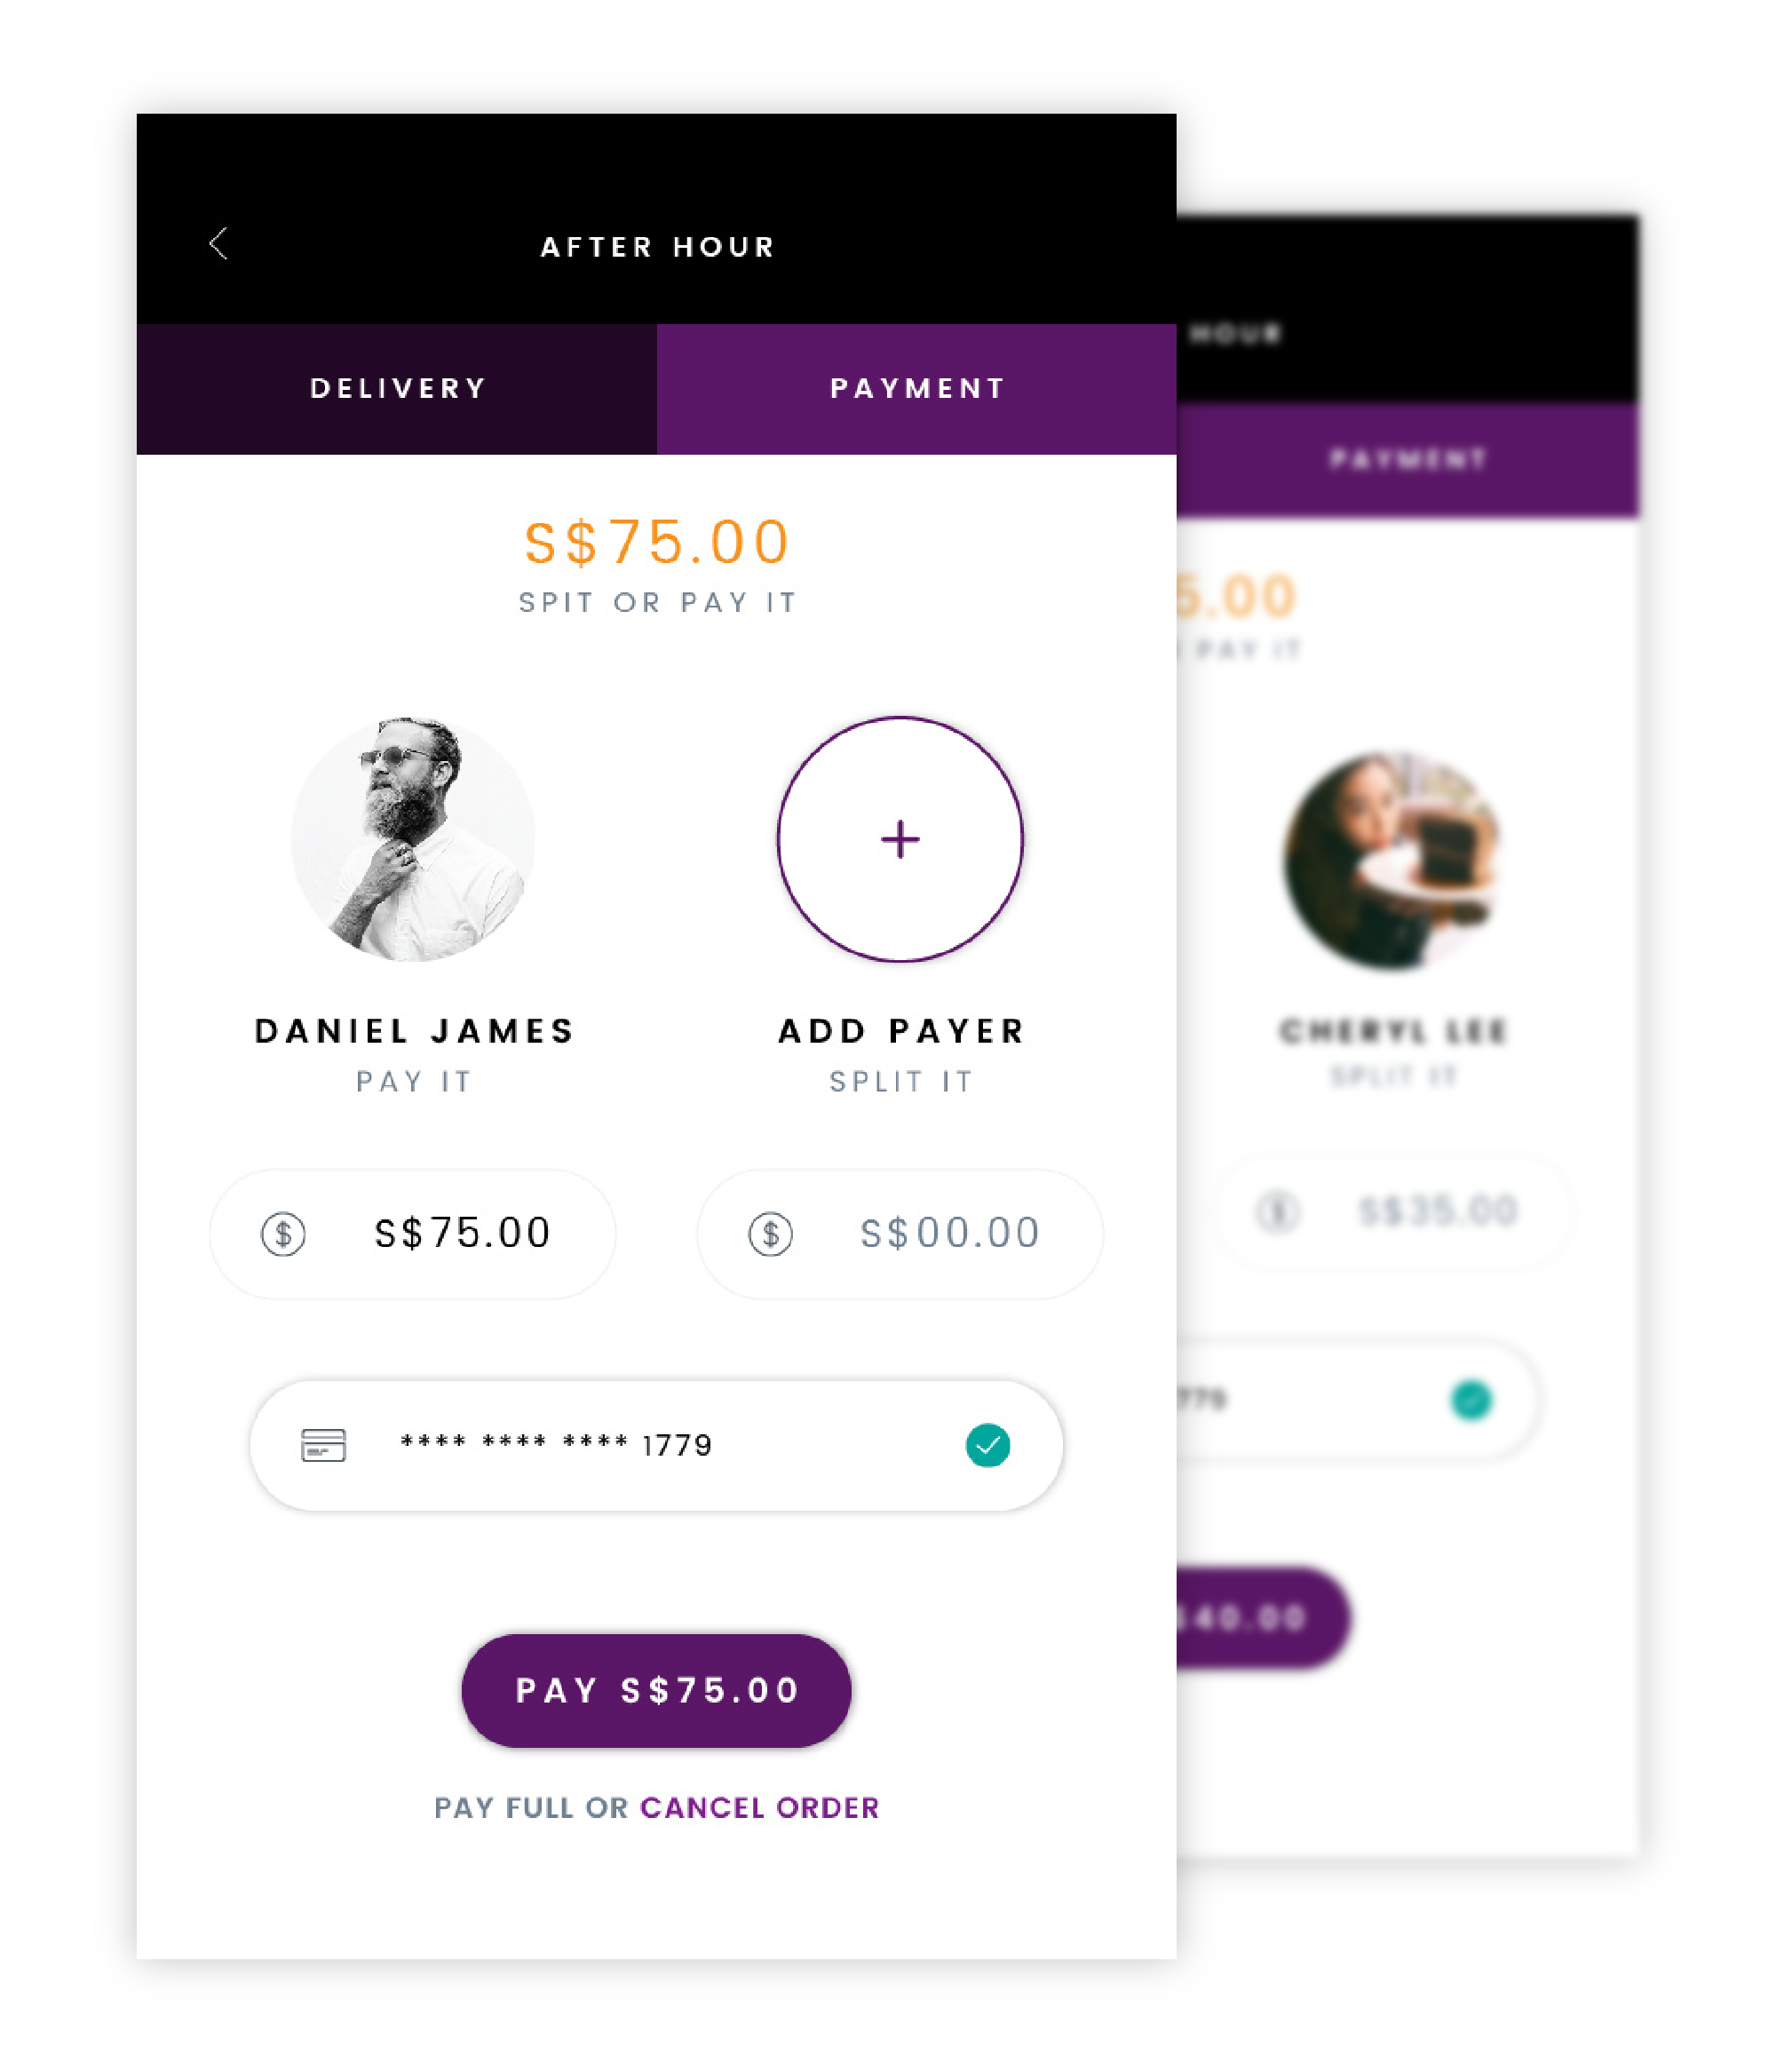 AFTER HOUR
DELIVERY PAYMENT
S$75.00
SPIT OR PAY IT
DANIEL JAMES ADD PAYER
PAY IT SPLIT IT
S$75.00 S$00.00
**** **** **** 1779
PAY S$75.00
PAY FULL OR CANCEL ORDER
HOUR
PAYMENT
5.00
PAY IT
CHERYL LEE
SPLIT IT
S$35.00
779
$40.00